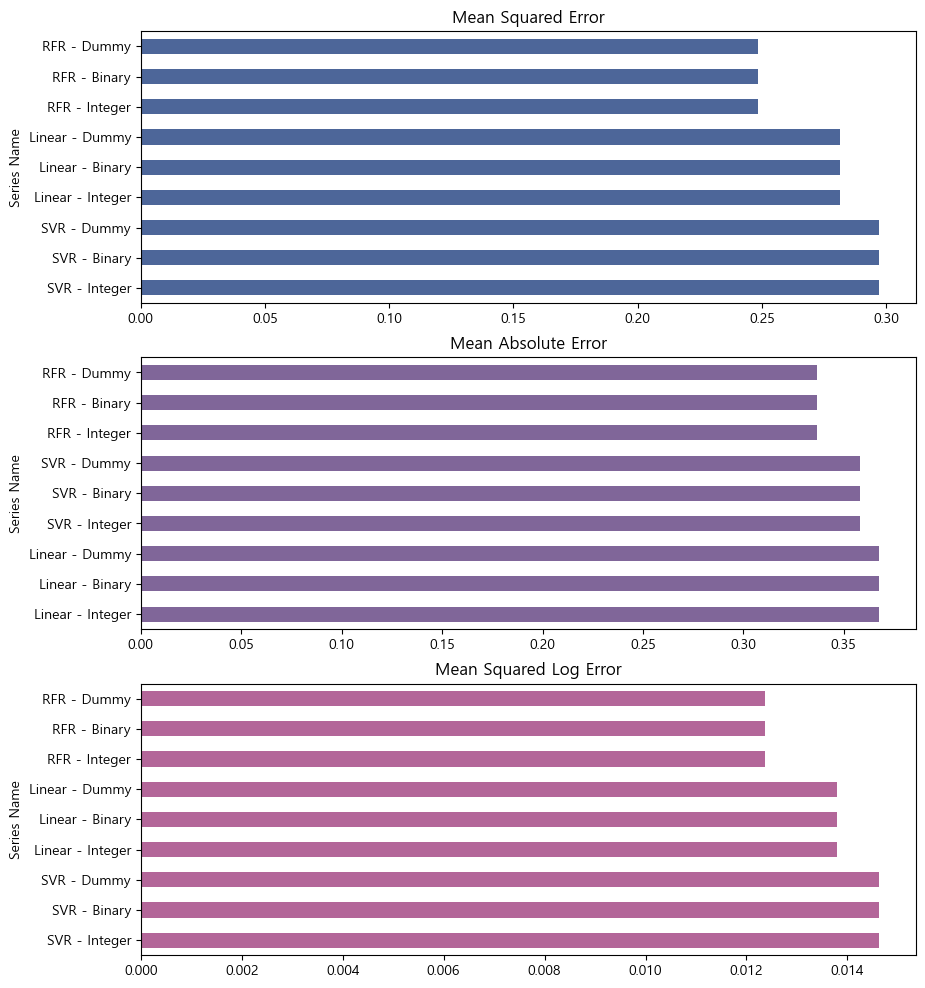 Mean Squared Error
Series Name
RFR - Dummy
RFR - Binary
RFR - Integer
Linear - Dummy
Linear - Binary
Linear - Integer
SVR - Dummy
SVR - Binary
SVR - Integer
0.00 0.05 0.10 0.15 0.20 0.25 0.30
Mean Absolute Error
Series Name
RFR - Dummy
RFR - Binary
RFR - Integer
SVR - Dummy
SVR - Binary
SVR - Integer
Linear - Dummy
Linear - Binary
Linear - Integer
0.00 0.05 0.10 0.15 0.20 0.25 0.30 0.35
Mean Squared Log Error
Series Name
RFR - Dummy
RFR - Binary
RFR - Integer
Linear - Dummy
Linear - Binary
Linear - Integer
SVR - Dummy
SVR - Binary
SVR - Integer
0.000 0.002 0.004 0.006 0.008 0.010 0.012 0.014